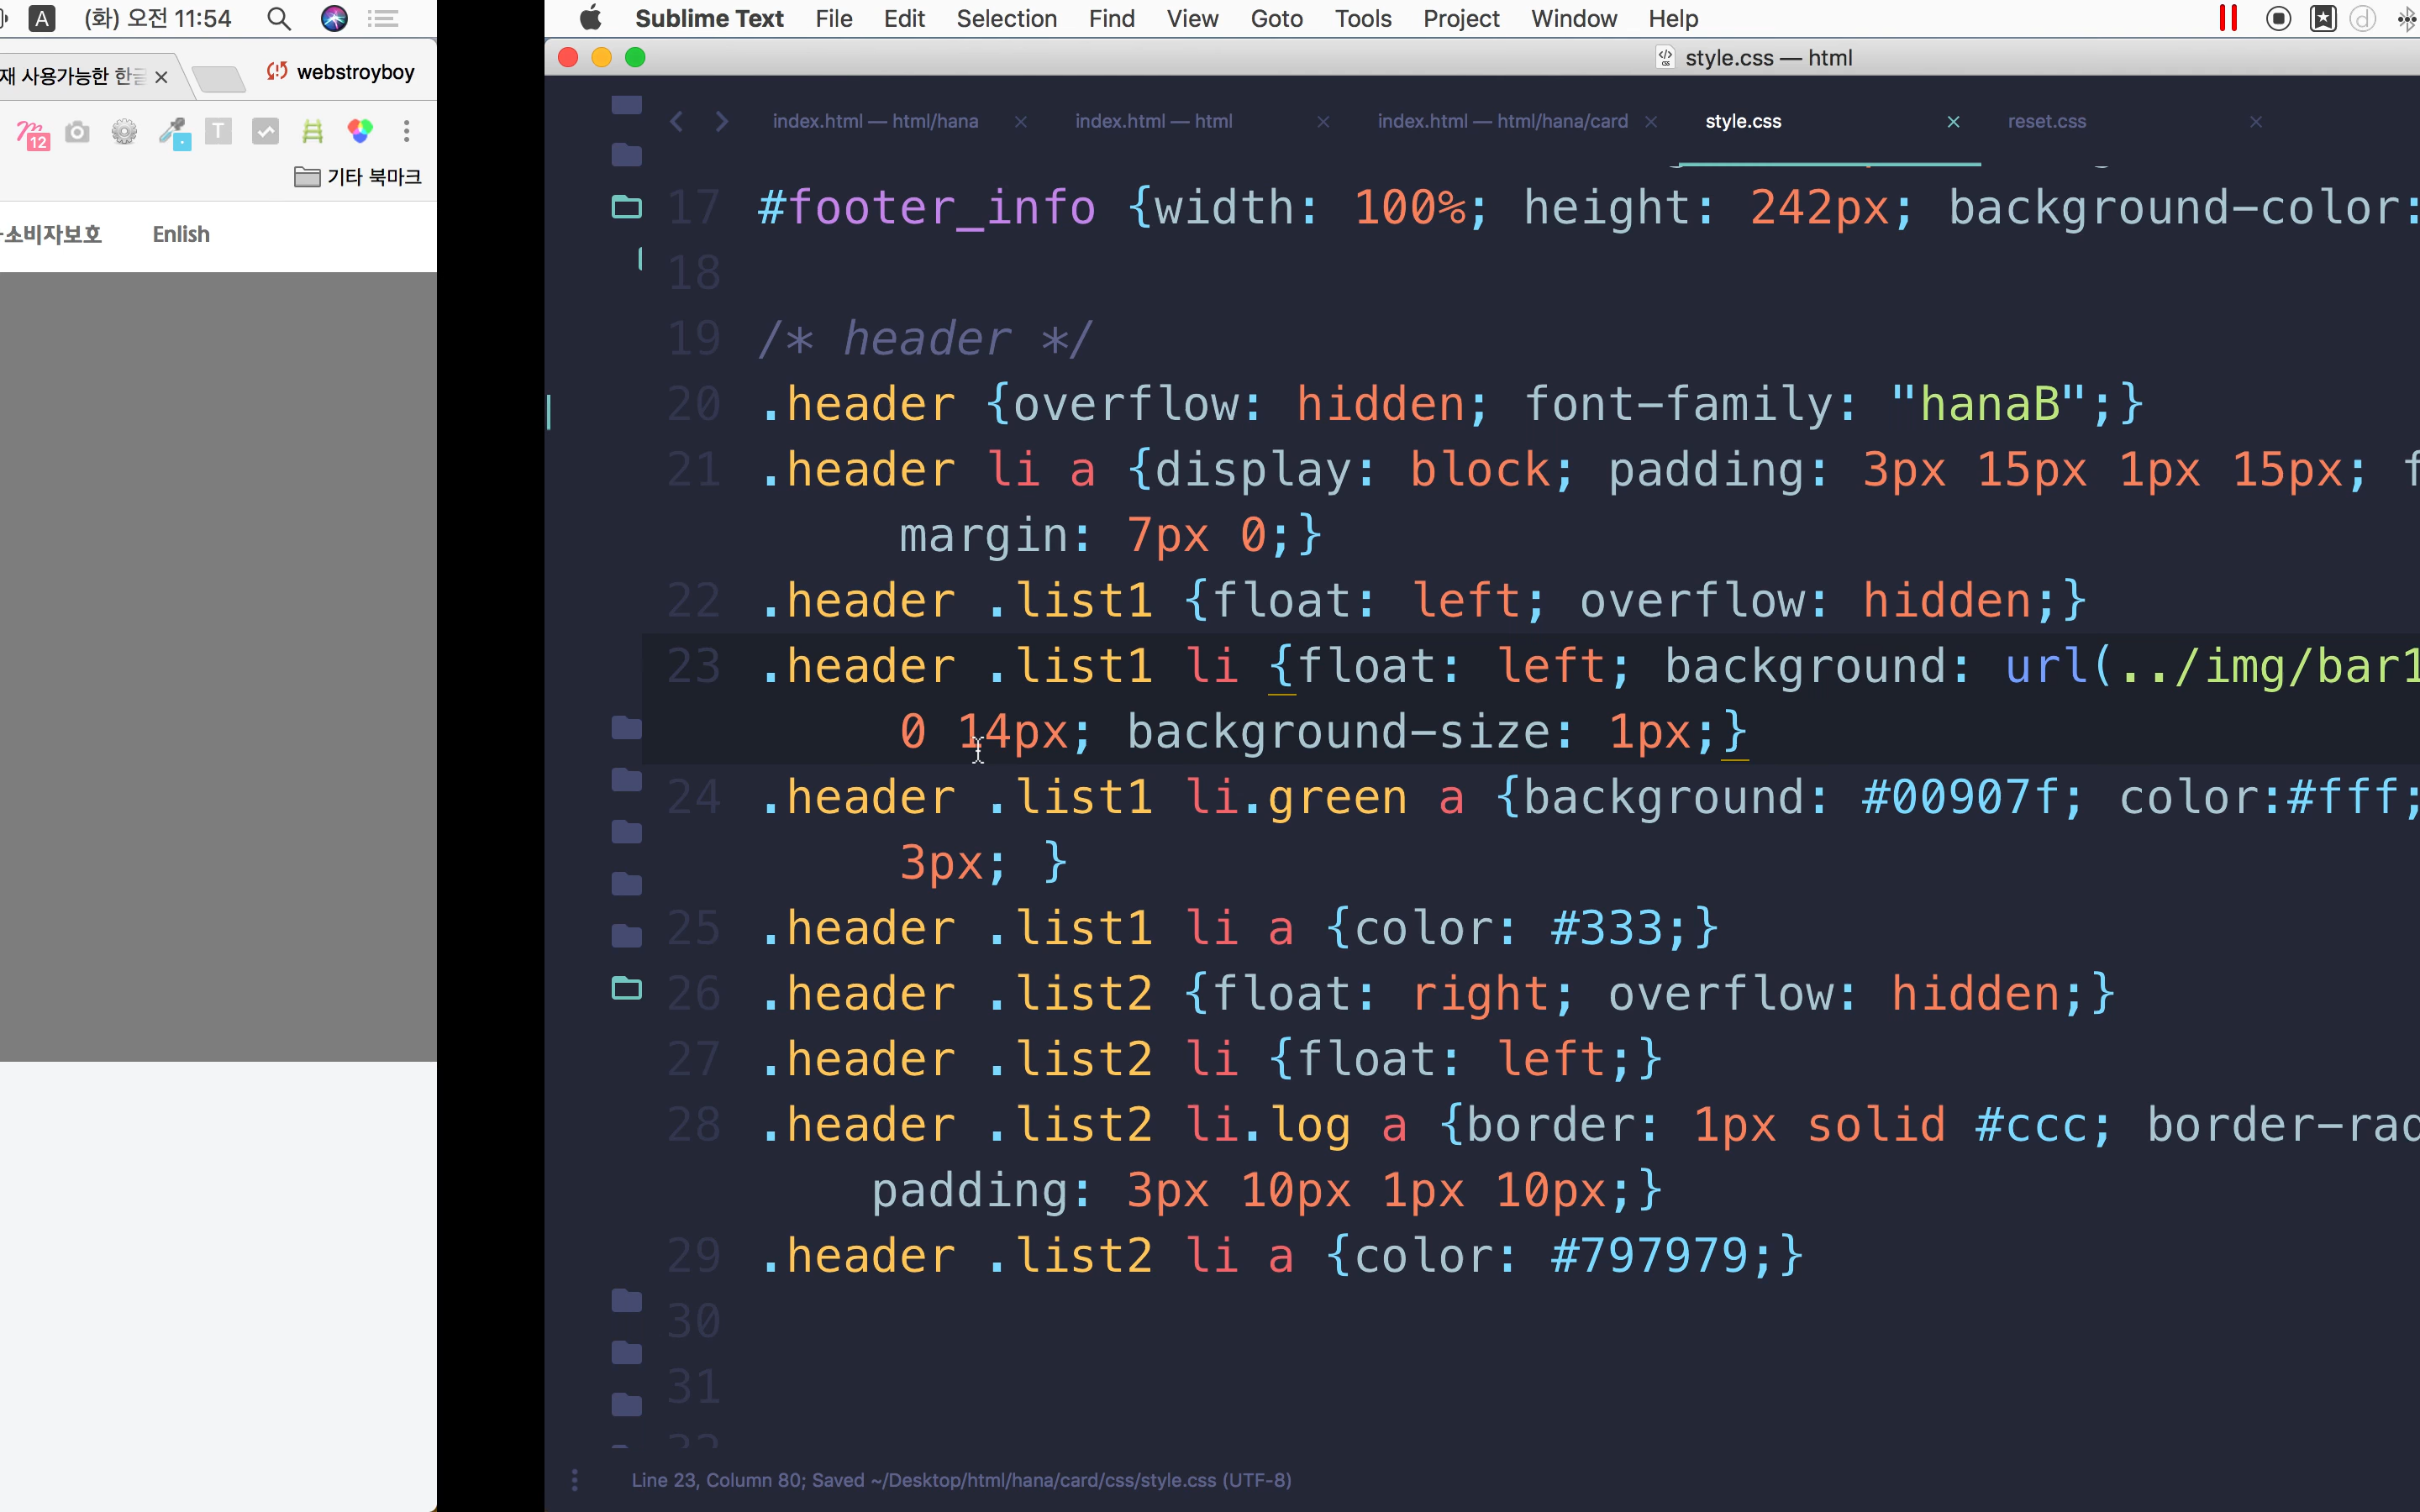 A (화) 오전 11:54
재 사용가능한 한글
webstroyboy
12
T
기타 북마크
소비자보호 Enlish
Sublime Text File Edit Selection Find View Goto Tools Project Window Help
style.css — html
index.html — html/hana
index.html — html
index.html — html/hana/card
style.css
reset.css
17 #footer_info {width: 100%; height: 242px; background-color:
18
19 /* header */
20 .header {overflow: hidden; font-family: "hanaB";}
21 .header li a {display: block; padding: 3px 15px 1px 15px; f
margin: 7px 0;}
22 .header .list1 {float: left; overflow: hidden;}
23 .header .list1 li {float: left; background: url(../img/bar1
0 14px; background-size: 1px;}
24 .header .list1 li.green a {background: #00907f; color:#fff;
3px; }
25 .header .list1 li a {color: #333;}
26 .header .list2 {float: right; overflow: hidden;}
27 .header .list2 li {float: left;}
28 .header .list2 li.log a {border: 1px solid #ccc; border-rad
padding: 3px 10px 1px 10px;}
29 .header .list2 li a {color: #797979;}
30
31
Line 23, Column 80; Saved ~/Desktop/html/hana/card/css/style.css (UTF-8)